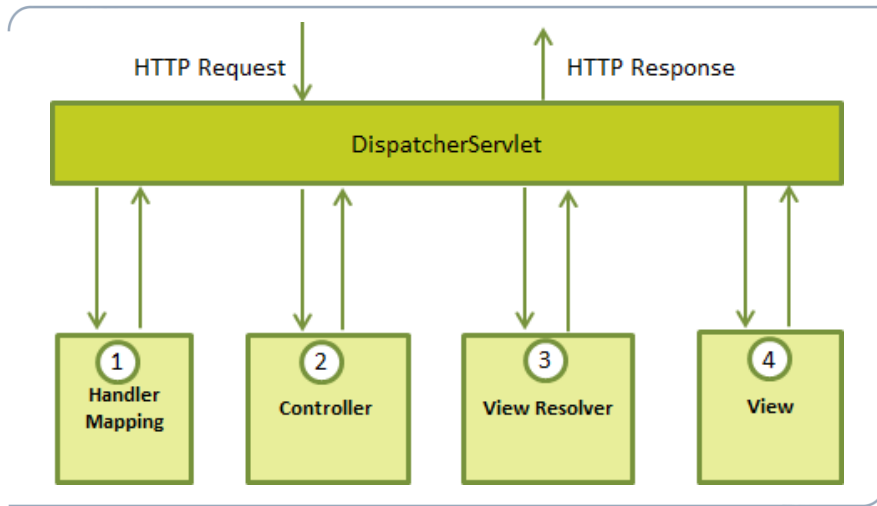 HTTP Request
HTTP Response
DispatcherServlet
1
Handler
Mapping
2
Controller
3
View Resolver
4
View